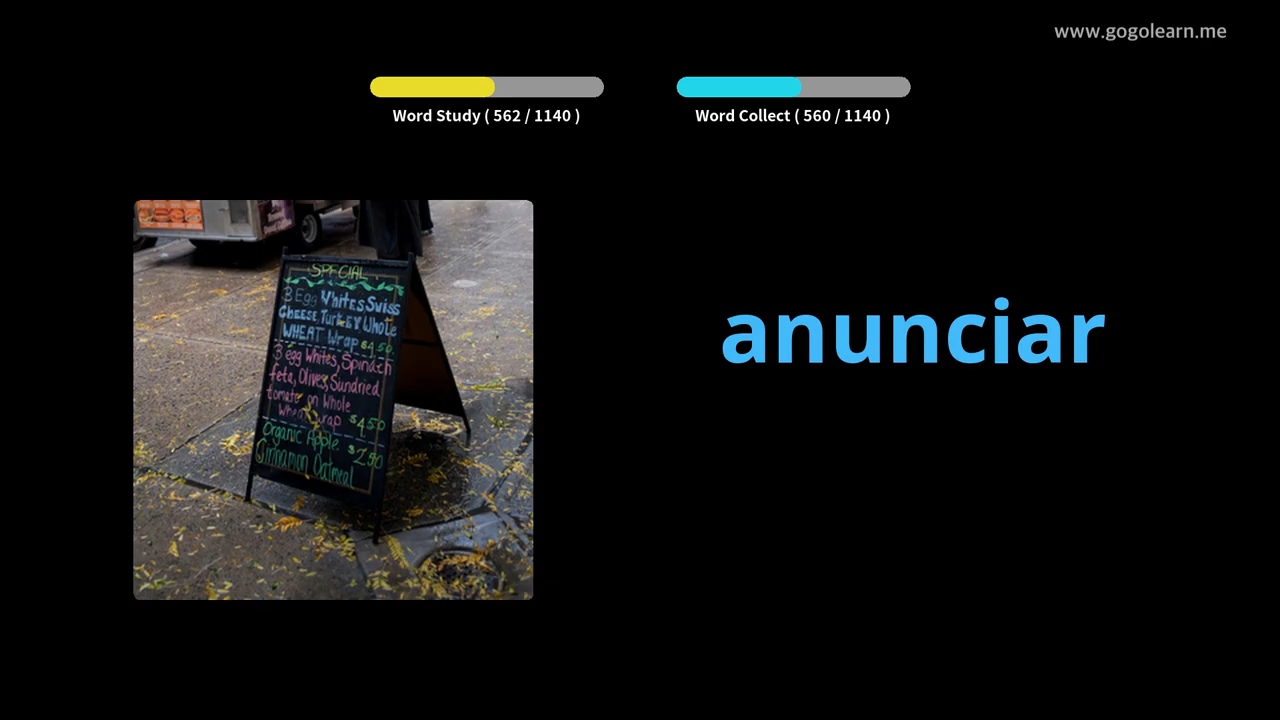 www.gogolearn.me
Word Study ( 562 / 1140 )
Word Collect ( 560 / 1140 )
SPECIAL
3 Egg Whites Swiss
Cheese, Turkey Whole
WHEAT Wrap $4.50
3 egg Whites, Spinach
feta, Olives, Sundried
tomato on Whole
Wheat Wrap $4.50
Organic Apple
Cinnamon Oatmeal $2.50
anunciar